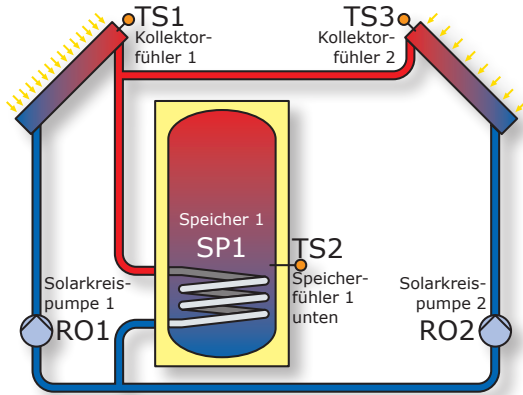 TS1
Kollektor-
fühler 1
TS3
Kollektor-
fühler 2
Speicher 1
SP1
TS2
Speicher-
fühler 1
unten
Solarkreis-
pumpe 1
RO1
Solarkreis-
pumpe 2
RO2